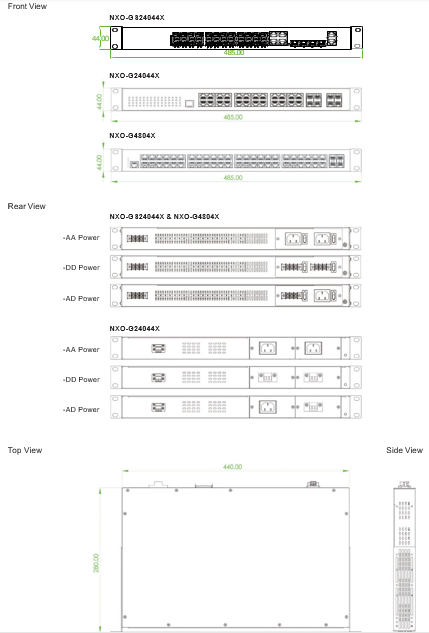 Front View
NXO-G824044X
44.00
485.00
NXO-G24044X
44.00
485.00
NXO-G4804X
44.00
485.00
Rear View
NXO-G824044X & NXO-G4804X
-AA Power
-DD Power
-AD Power
NXO-G24044X
-AA Power
-DD Power
-AD Power
Top View
Side View
440.00
280.00